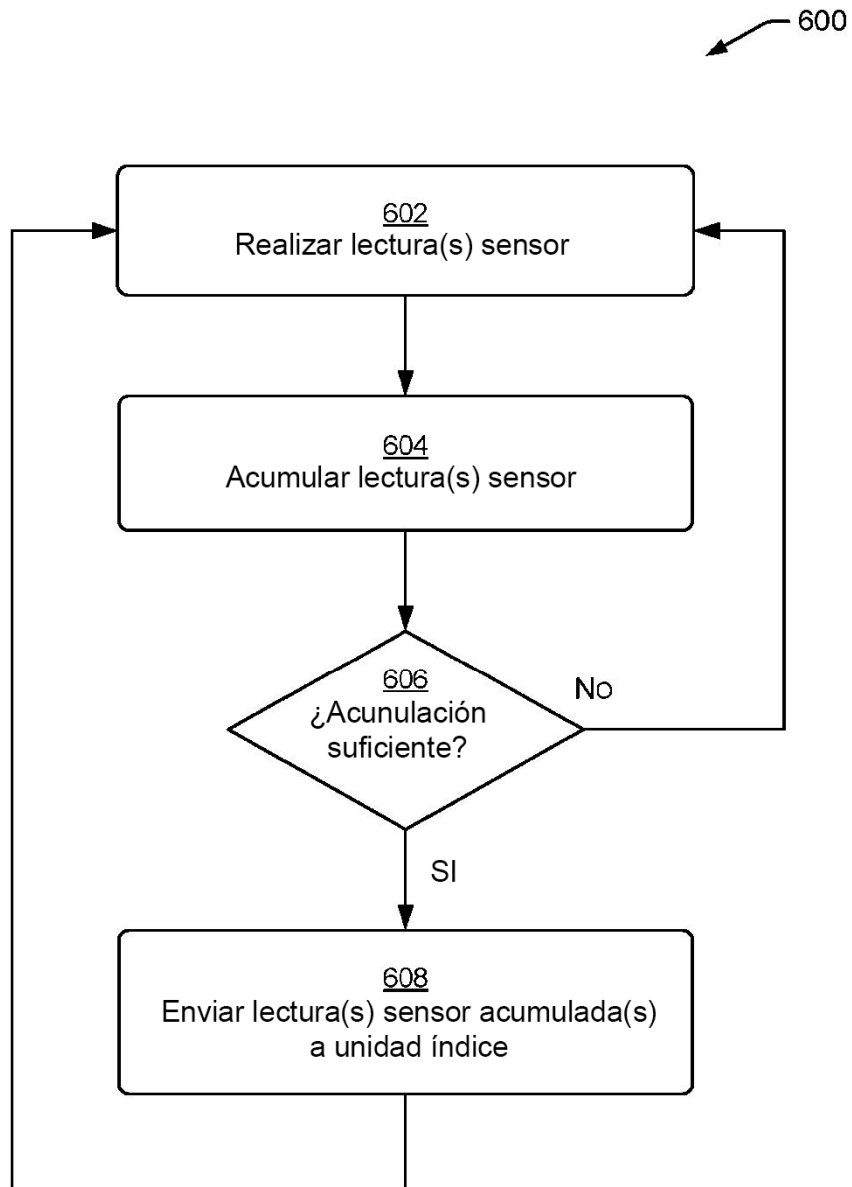 600
602
Realizar lectura(s) sensor
604
Acumular lectura(s) sensor
606
¿Acunulación
suficiente?
No
SI
608
Enviar lectura(s) sensor acumulada(s)
a unidad índice